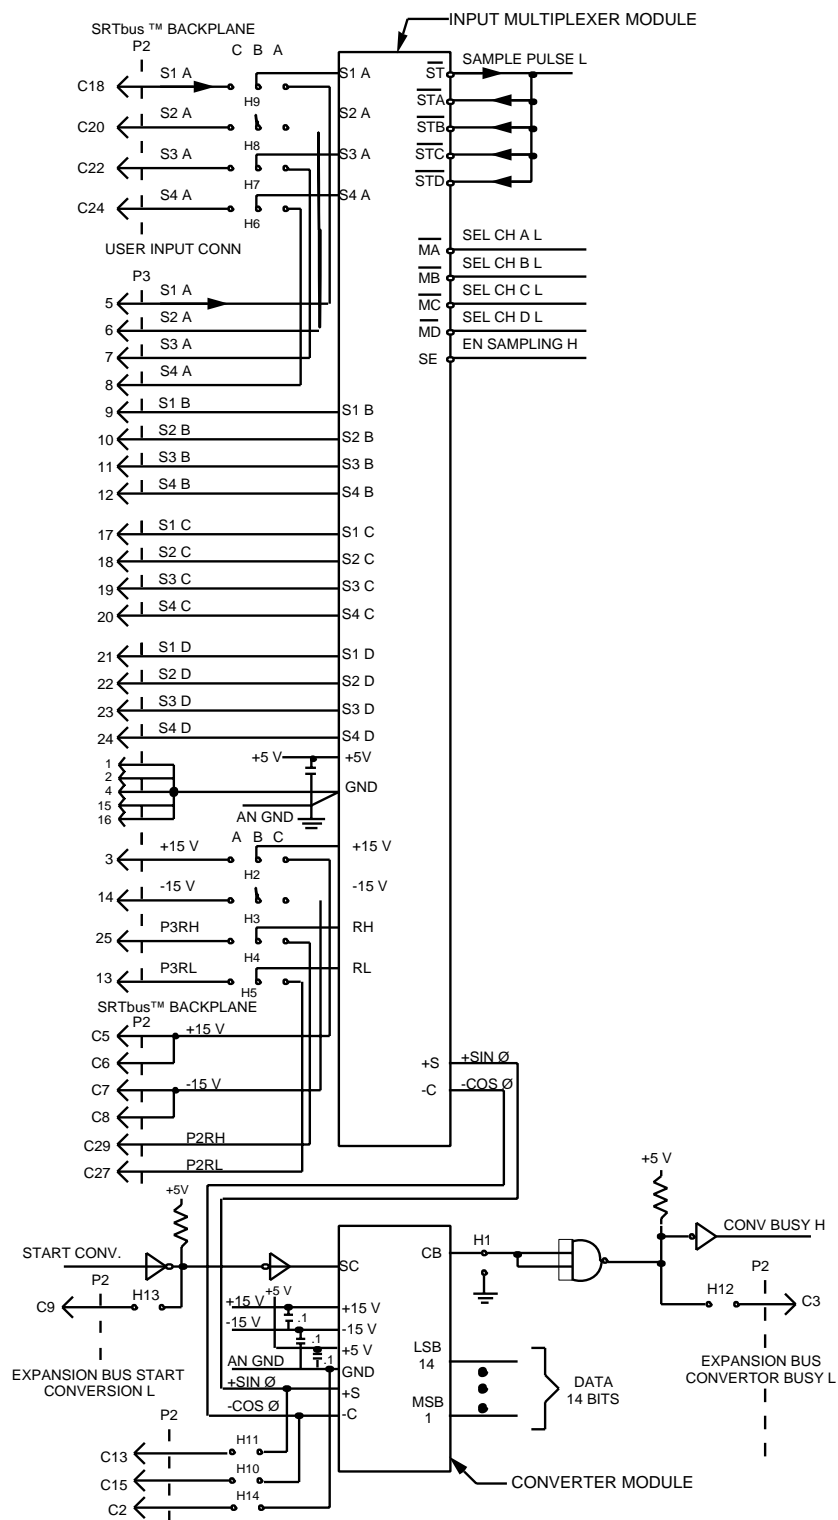 INPUT MULTIPLEXER MODULE
SRTbus ™ BACKPLANE
P2
C B A
C18 S1 A S1 A ST SAMPLE PULSE L
H9
C20 S2 A S2 A STA
STB
H8
C22 S3 A S3 A STC
H7
C24 S4 A S4 A STD
H6
USER INPUT CONN
MA SEL CH A L
MB SEL CH B L
MC SEL CH C L
MD SEL CH D L
SE EN SAMPLING H
P3
5 S1 A
6 S2 A
7 S3 A
8 S4 A
9 S1 B S1 B
10 S2 B S2 B
11 S3 B S3 B
12 S4 B S4 B
17 S1 C S1 C
18 S2 C S2 C
19 S3 C S3 C
20 S4 C S4 C
21 S1 D S1 D
22 S2 D S2 D
23 S3 D S3 D
24 S4 D S4 D
+5 V +5V
1
2
4 GND
15
16
AN GND
A B C
3 +15 V +15 V
H2
14 -15 V -15 V
H3
25 P3RH RH
H4
13 P3RL RL
H5
SRTbus™ BACKPLANE
P2
C5 +15 V
C6
C7 -15 V
C8
C29 P2RH
C27 P2RL
+S +SIN Ø
-C -COS Ø
+5V
START CONV.
SC
P2
C9 H13
EXPANSION BUS START
CONVERSION L
+5 V
+15 V .1 +15 V
-15 V .1 -15 V
+5 V
.1
AN GND GND
+SIN Ø +S
-COS Ø -C
CB H1
+5 V
CONV BUSY H
H12 P2 C3
EXPANSION BUS
CONVERTOR BUSY L
LSB
14
MSB
1
DATA
14 BITS
P2
C13 H11
C15 H10
C2 H14
CONVERTER MODULE